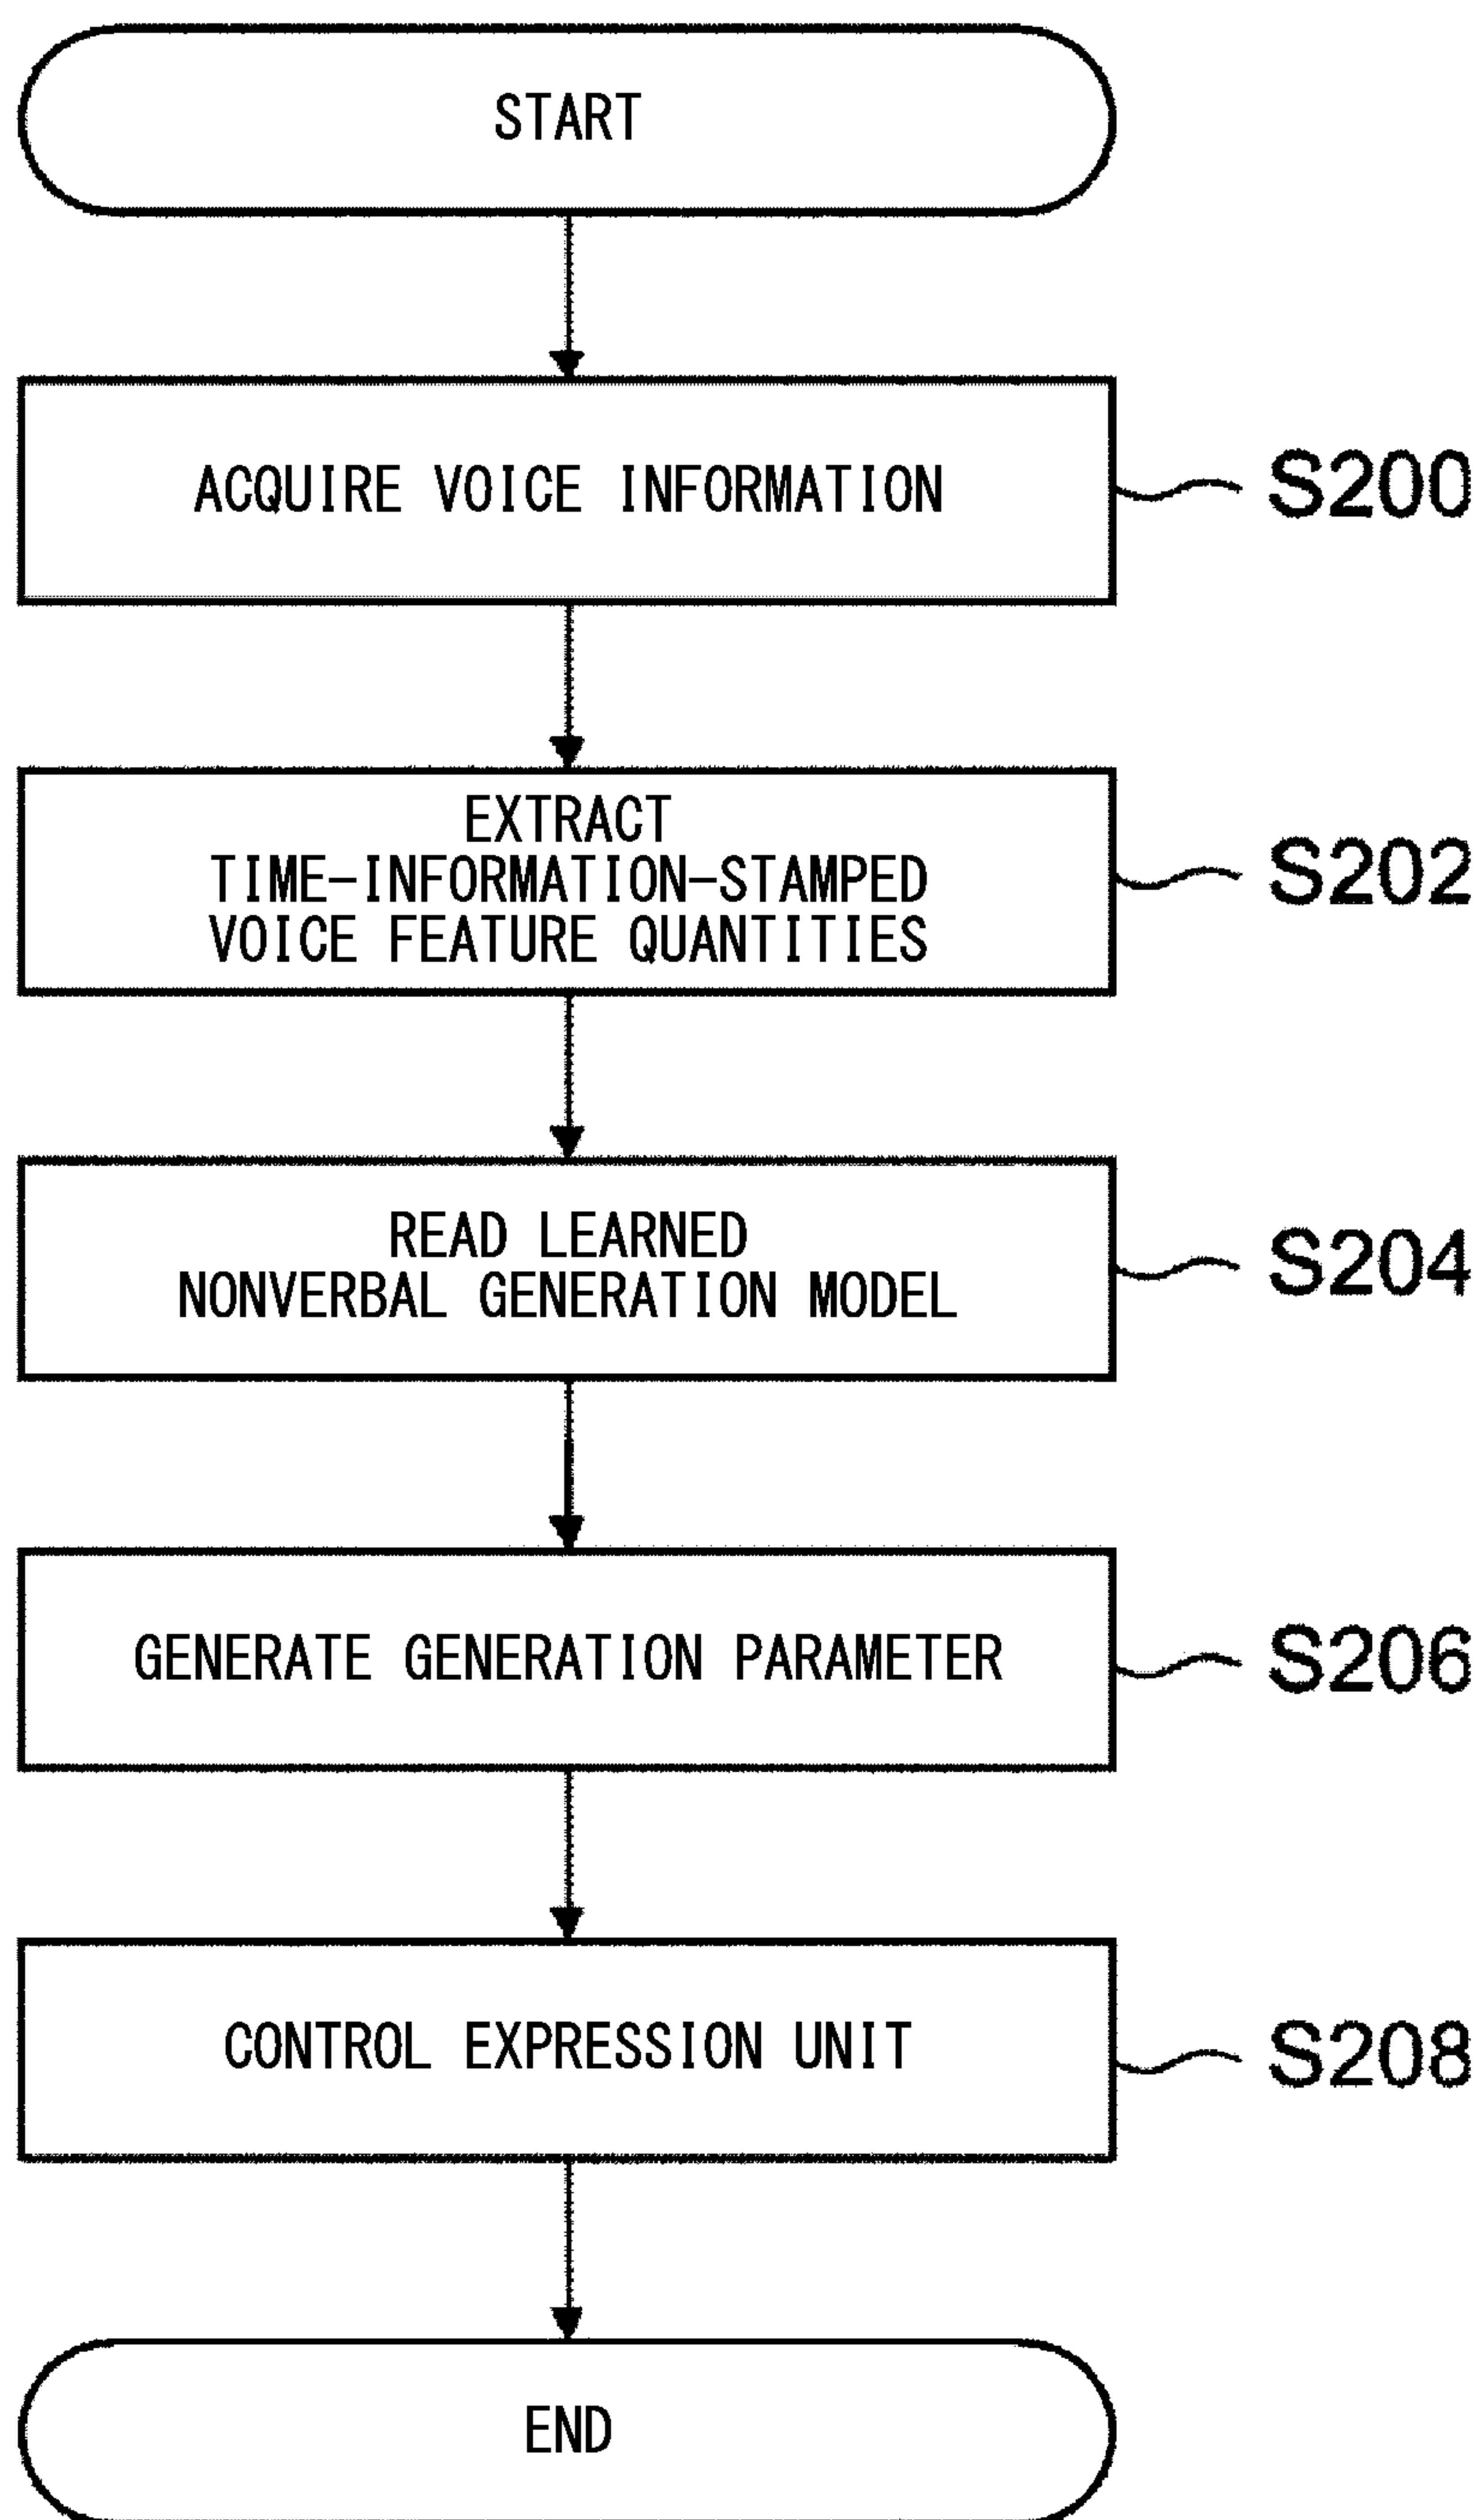 START
ACQUIRE VOICE INFORMATION
S200
EXTRACT
TIME-INFORMATION-STAMPED
VOICE FEATURE QUANTITIES
S202
READ LEARNED
NONVERBAL GENERATION MODEL
S204
GENERATE GENERATION PARAMETER
S206
CONTROL EXPRESSION UNIT
S208
END